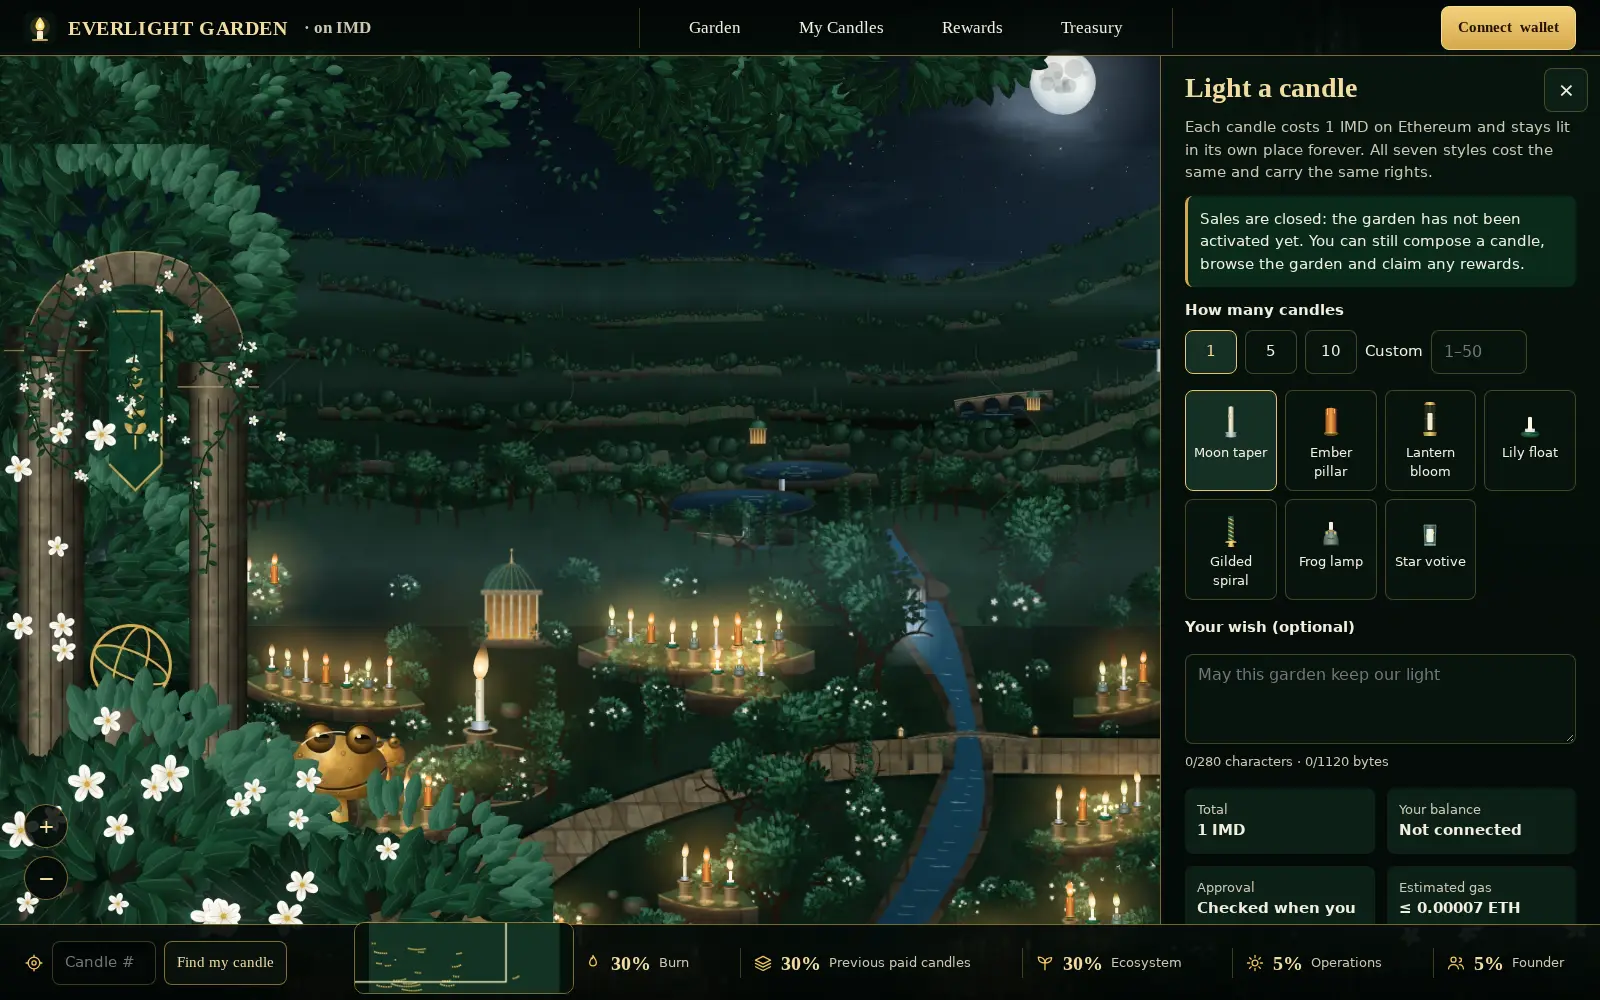 EVERLIGHT GARDEN · on IMD
Garden
My Candles
Rewards
Treasury
Connect wallet
Light a candle
×
Each candle costs 1 IMD on Ethereum and stays lit
in its own place forever. All seven styles cost the
same and carry the same rights.
Sales are closed: the garden has not been
activated yet. You can still compose a candle,
browse the garden and claim any rewards.
How many candles
1
5
10
Custom
1–50
Moon taper
Ember
pillar
Lantern
bloom
Lily float
Gilded
spiral
Frog lamp
Star votive
Your wish (optional)
May this garden keep our light
0/280 characters · 0/1120 bytes
Total
1 IMD
Your balance
Not connected
Approval
Checked when you
Estimated gas
≤ 0.00007 ETH
+
−
Candle #
Find my candle
30% Burn
30% Previous paid candles
30% Ecosystem
5% Operations
5% Founder